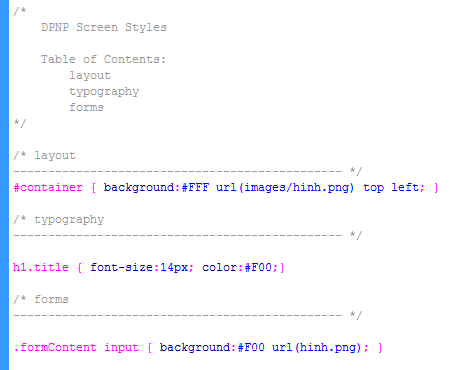 /*
DPNP Screen Styles
Table of Contents:
layout
typography
forms
*/
/* layout
----------------------------------------------- */
#container { background:#FFF url(images/hinh.png) top left; }
/* typography
----------------------------------------------- */
h1.title { font-size:14px; color:#F00;}
/* forms
----------------------------------------------- */
.formContent input { background:#F00 url(hinh.png); }